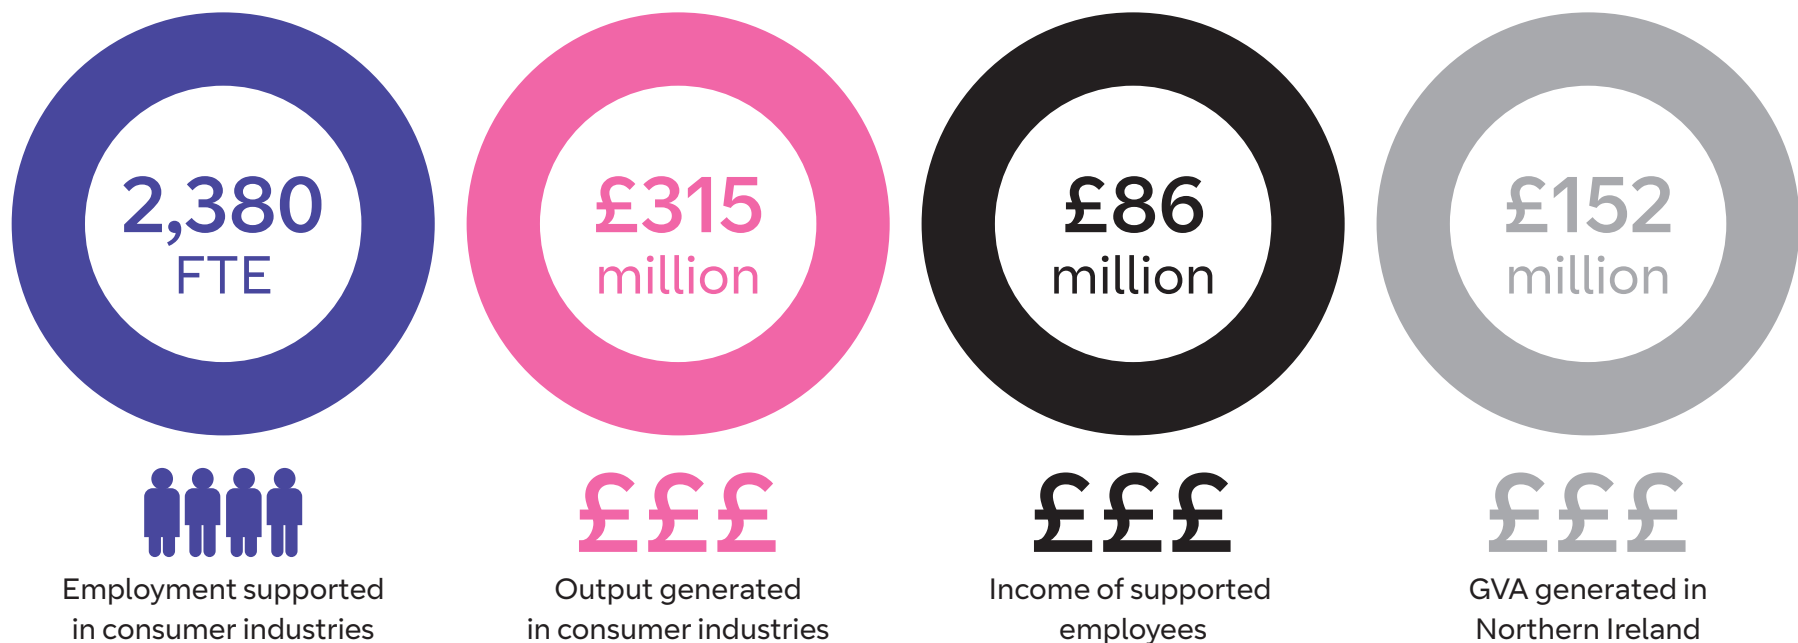 2,380
FTE
£315
million
£86
million
£152
million
£££
£££
£££
Employment supported
in consumer industries
Output generated
in consumer industries
Income of supported
employees
GVA generated in
Northern Ireland